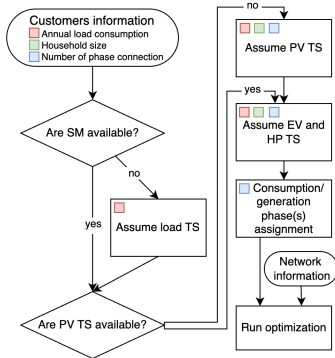 Customers information
Annual load consumption
Household size
Number of phase connection
Are SM available?
no
yes
Assume load TS
Are PV TS available?
no
Assume PV TS
yes
Assume EV and
HP TS
Consumption/
generation
phase(s)
assignment
Network
information
Run optimization